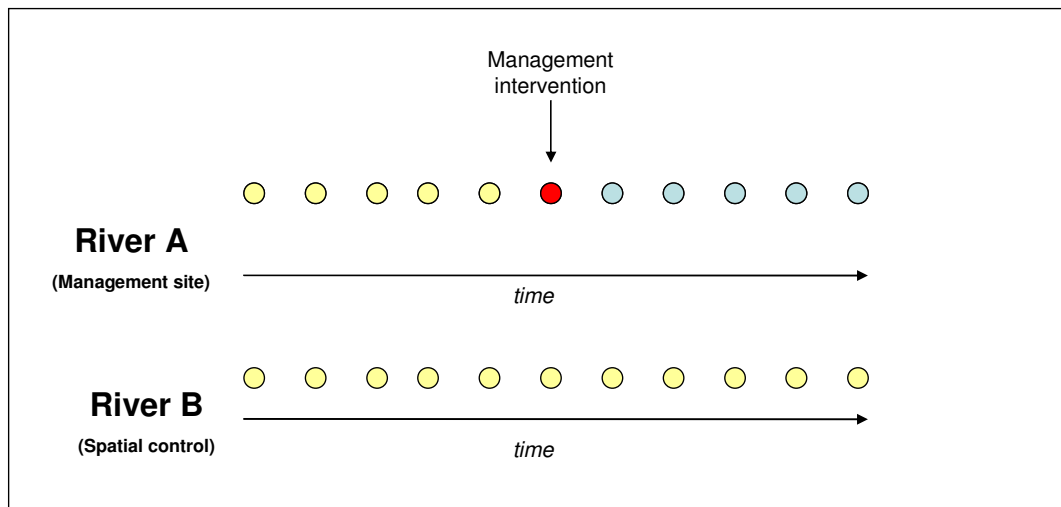 Management
intervention
River A
(Management site)
time
River B
(Spatial control)
time